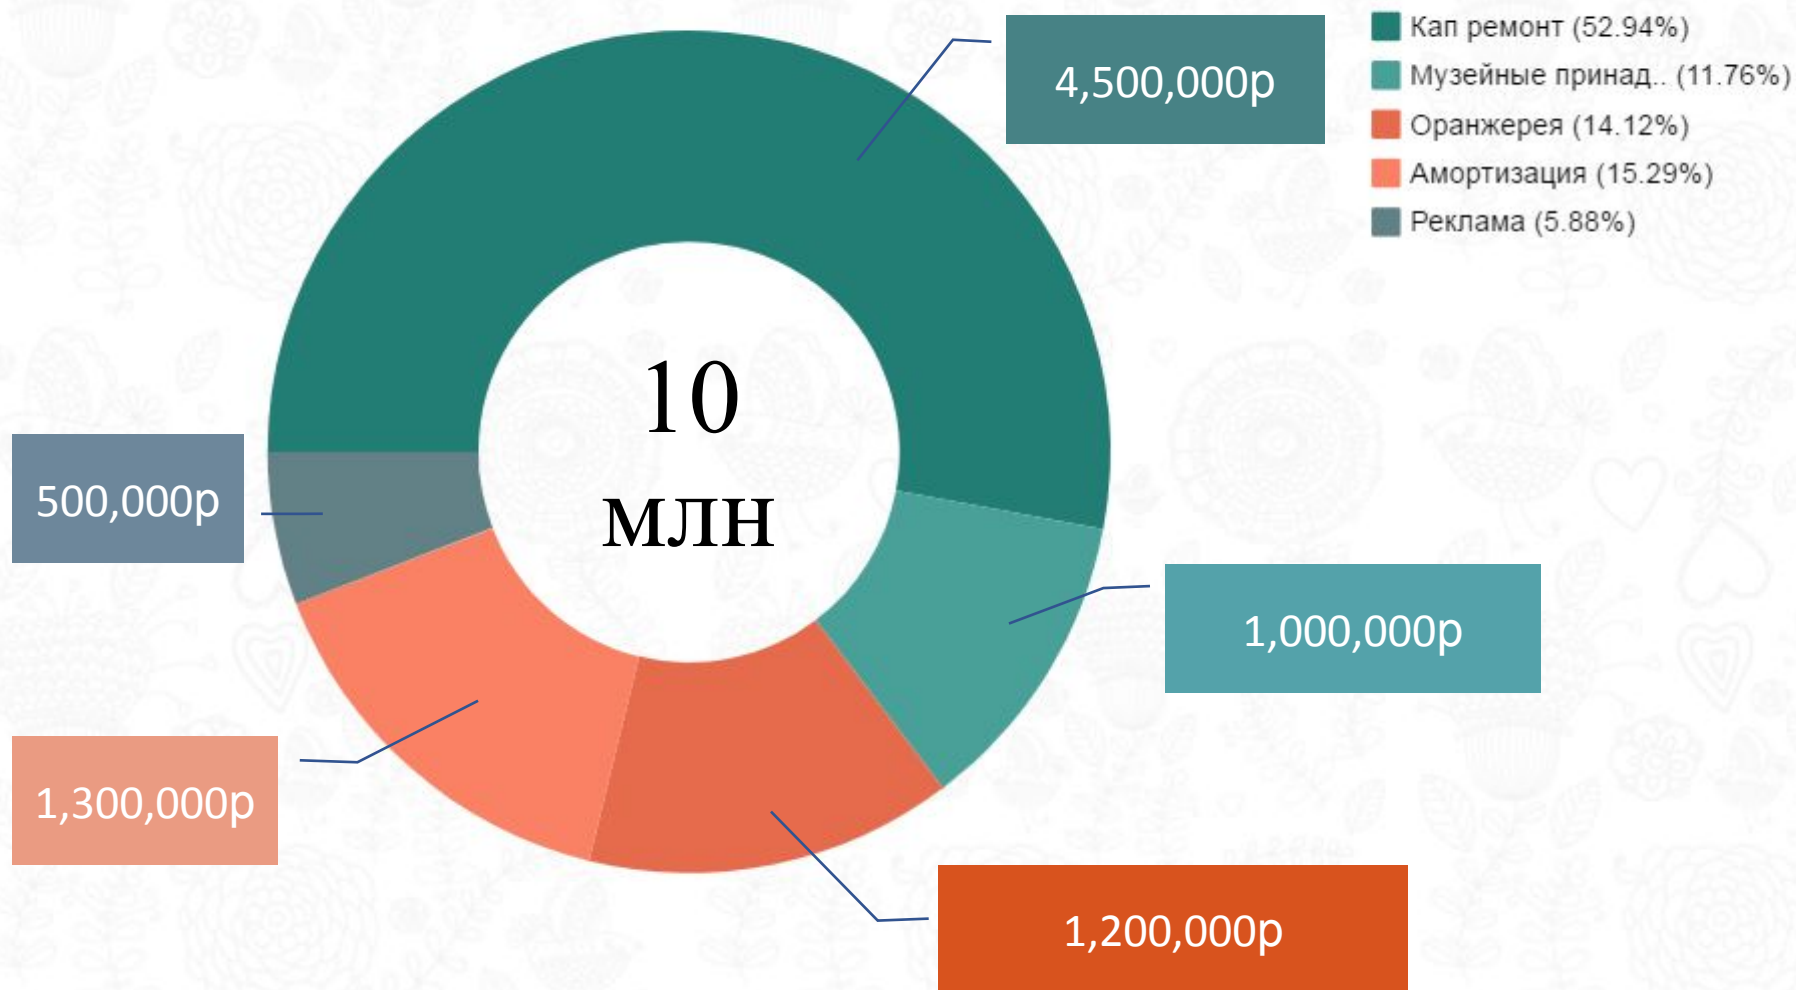 4,500,000р
Кап ремонт (52.94%)
Музейные принад.. (11.76%)
Оранжерея (14.12%)
Амортизация (15.29%)
Реклама (5.88%)
10
млн
500,000р
1,000,000р
1,300,000р
1,200,000р